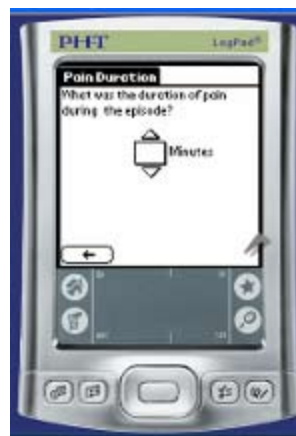 PHT LogPad®
Pain Duration
What was the duration of pain
during the episode?
Minutes